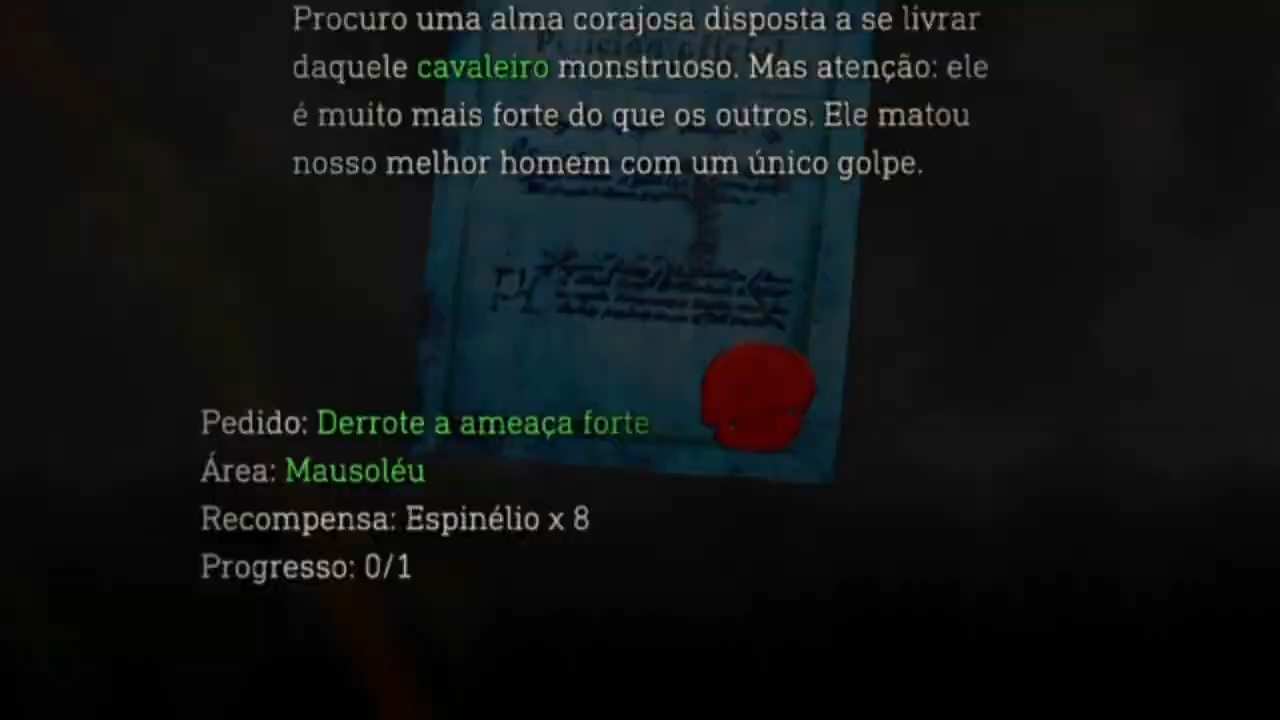 Procuro uma alma corajosa disposta a se livrar
daquele cavaleiro monstruoso. Mas atenção: ele
é muito mais forte do que os outros. Ele matou
nosso melhor homem com um único golpe.
Pedido: Derrote a ameaça forte
Área: Mausoléu
Recompensa: Espinélio x 8
Progresso: 0/1